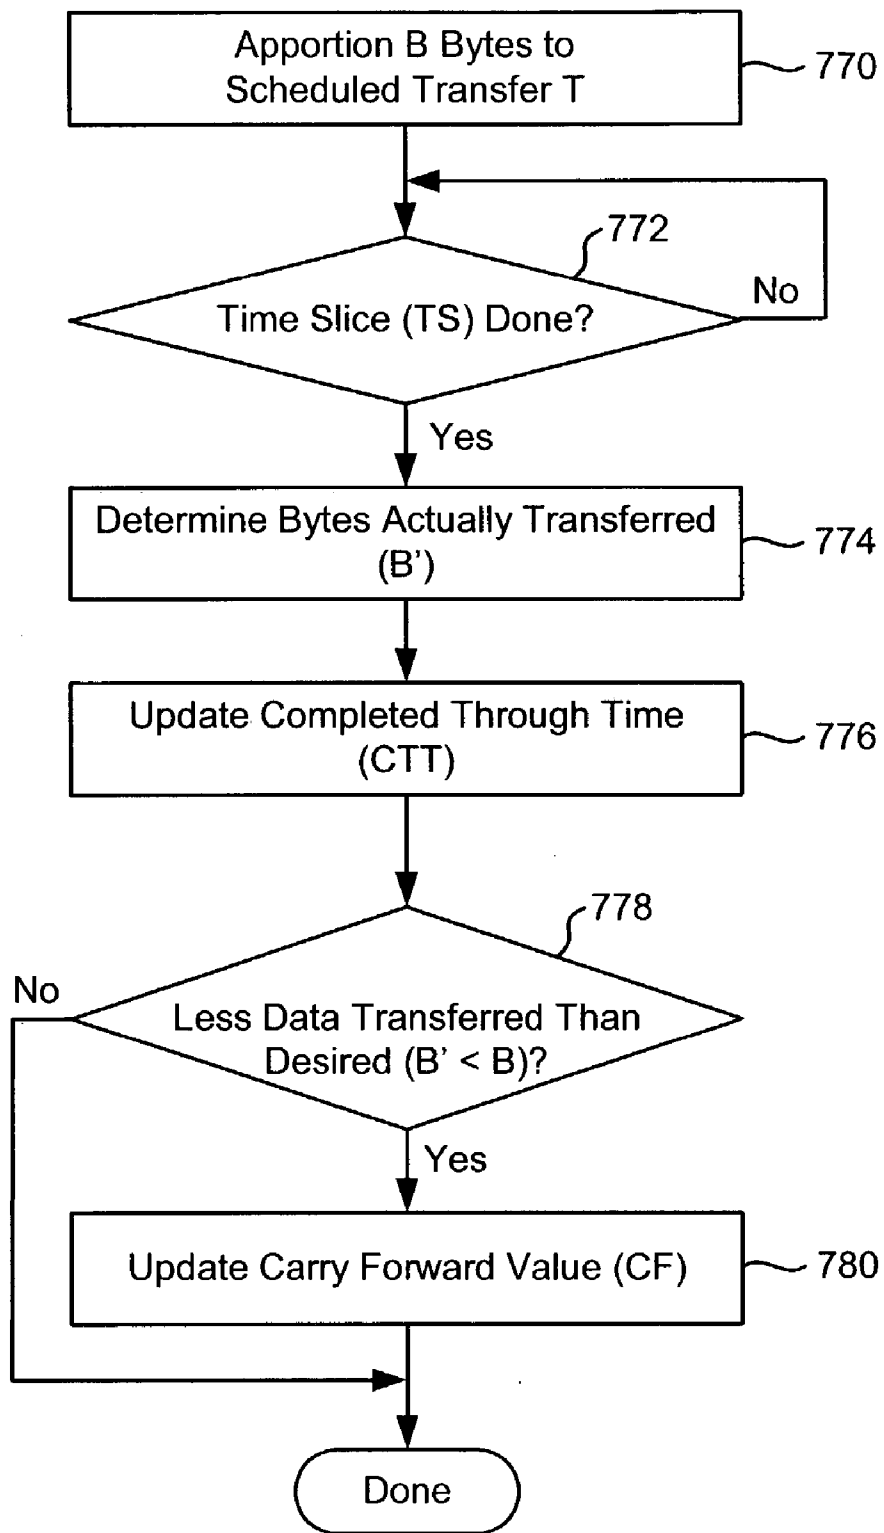 Apportion B Bytes to
Scheduled Transfer T
770
772
Time Slice (TS) Done?
No
Yes
Determine Bytes Actually Transferred
(B')
774
Update Completed Through Time
(CTT)
776
778
No
Less Data Transferred Than
Desired (B' < B)?
Yes
Update Carry Forward Value (CF)
780
Done